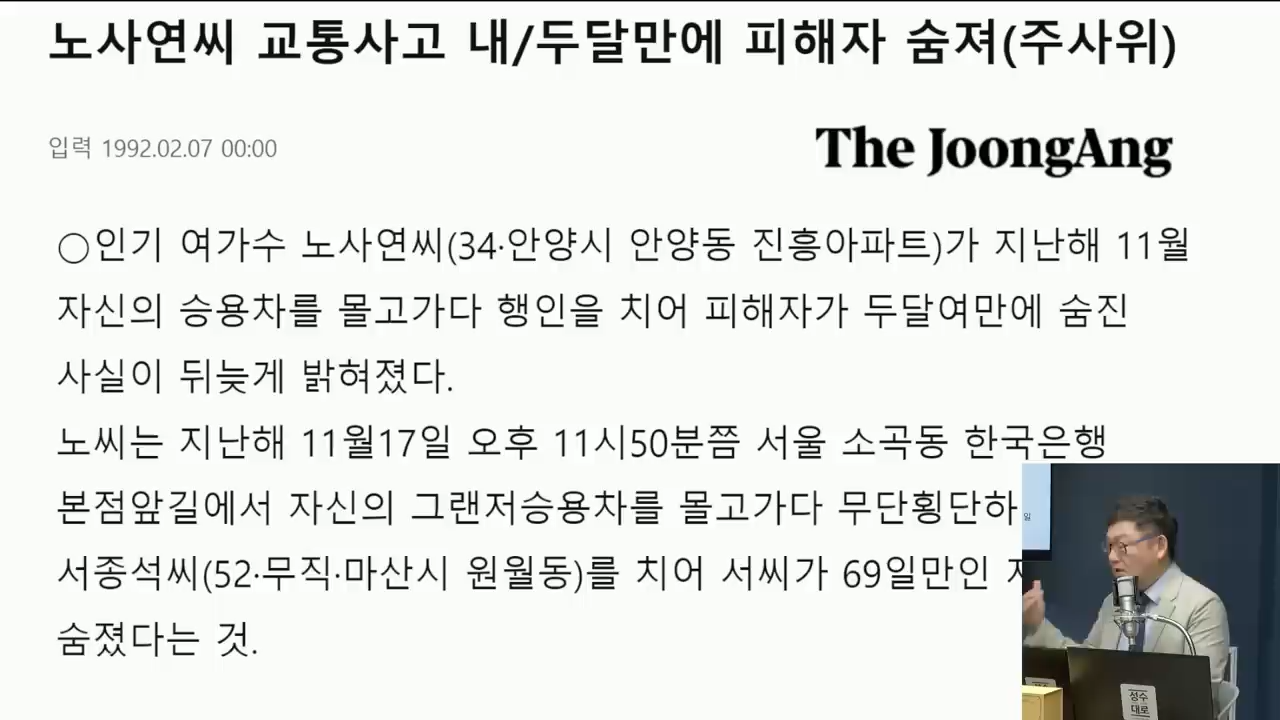 노사연씨 교통사고 내/두달만에 피해자 숨져(주사위)
입력 1992.02.07 00:00
The JoongAng
○인기 여가수 노사연씨(34·안양시 안양동 진흥아파트)가 지난해 11월
자신의 승용차를 몰고가다 행인을 치어 피해자가 두달여만에 숨진
사실이 뒤늦게 밝혀졌다.
노씨는 지난해 11월17일 오후 11시50분쯤 서울 소곡동 한국은행
본점앞길에서 자신의 그랜저승용차를 몰고가다 무단횡단하
서종석씨(52·무직·마산시 원월동)를 치어 서씨가 69일만인
숨졌다는 것.
일
성수
대로